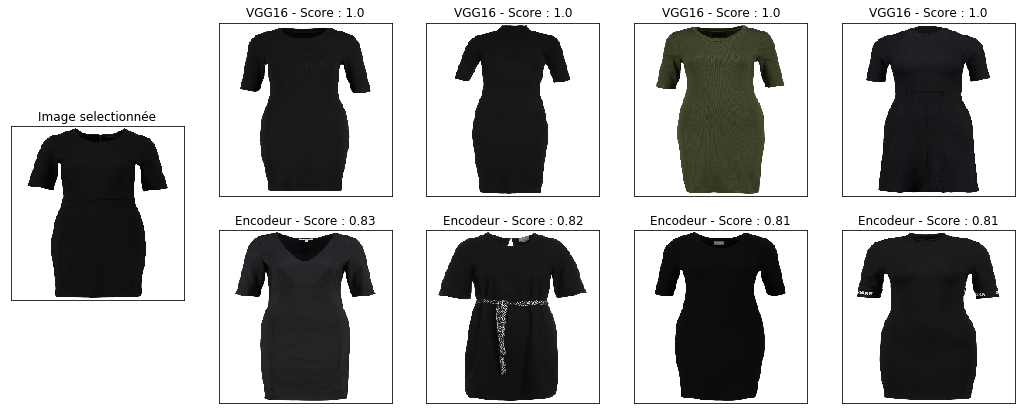 VGG16 - Score : 1.0
VGG16 - Score : 1.0
VGG16 - Score : 1.0
VGG16 - Score : 1.0
Image selectionnée
Encodeur - Score : 0.83
Encodeur - Score : 0.82
Encodeur - Score : 0.81
Encodeur - Score : 0.81